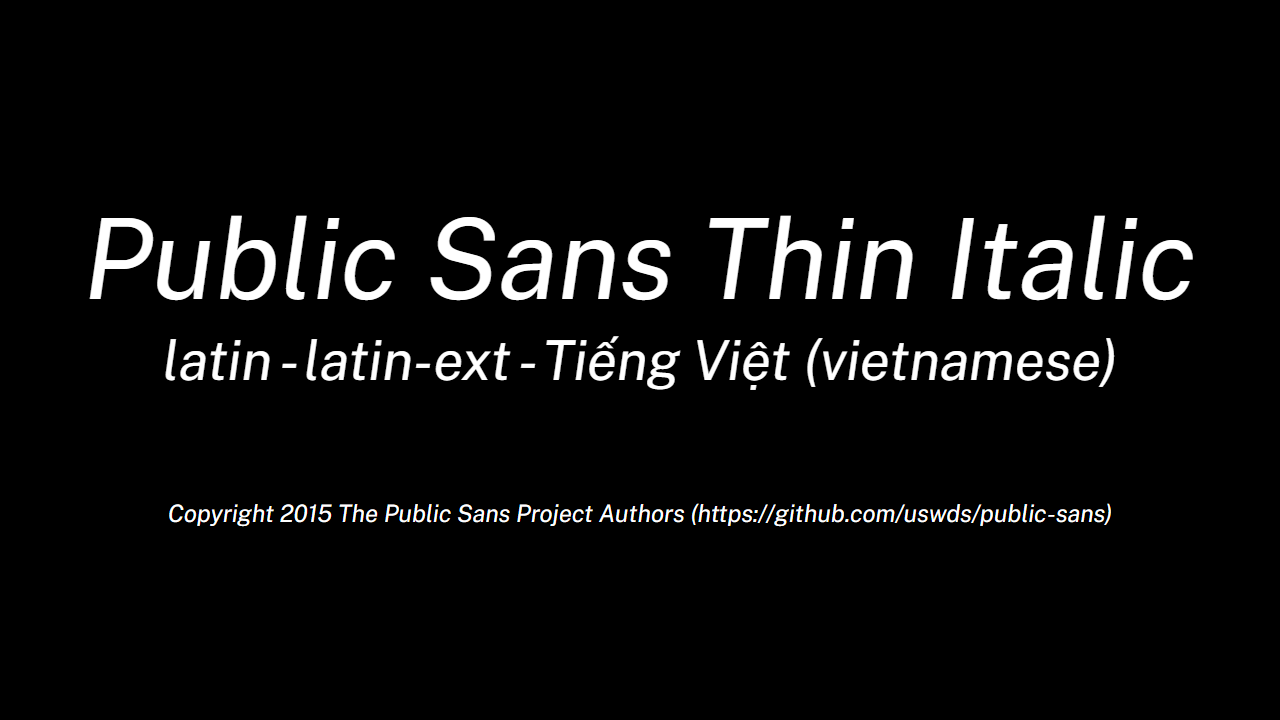 Public Sans Thin Italic
latin - latin-ext - Tiếng Việt (vietnamese)
Copyright 2015 The Public Sans Project Authors (https://github.com/uswds/public-sans)